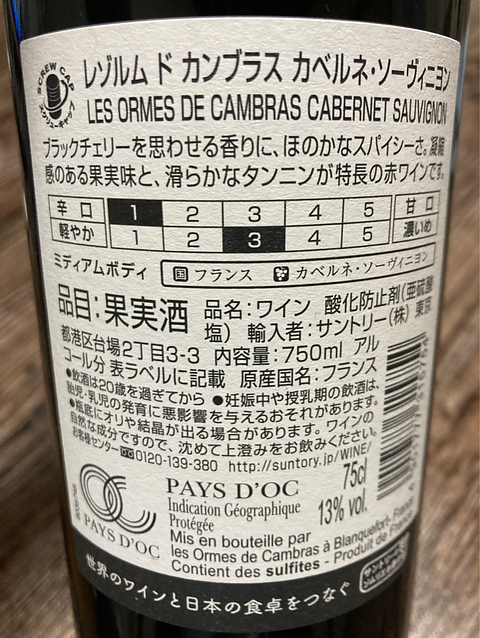 SCREW CAP
レゾルム ド カンブラス カベルネ・ソーヴィニヨン
LES ORMES DE CAMBRAS CABERNET SAUVIGNON
ブラックチェリーを思わせる香りに、ほのかなスパイシーさ。凝縮
感のある果実味と、滑らかなタンニンが特長の赤ワインです。
辛口 1 2 3 4 5 甘口
軽やか 1 2 3 4 5 濃いめ
ミディアムボディ 国 フランス カベルネ・ソーヴィニヨン
品目:果実酒 品名:ワイン 酸化防止剤(亜硫酸
塩) 輸入者:サントリー(株) 東京
都港区台場2丁目3-3 内容量:750ml アル
コール分 表ラベルに記載 原産国名:フランス
●飲酒は20歳を過ぎてから ●妊娠中や授乳期の飲酒は、
胎児・乳児の発育に悪影響を与えるおそれがあります。
●瓶底にオリや結晶が出る場合があります。ワインの
自然な成分ですので、沈めて上澄みをお飲みください。
お客様センター 0120-139-380 http://suntory.jp/WINE/
PAYS D'OC
Indication Géographique
Protégée
75cl
13% vol.
PAYS D'OC
Mis en bouteille par
les Ormes de Cambras à Blanquefort, France
Contient des sulfites - Produit de France
世界のワインと日本の食卓をつなぐ